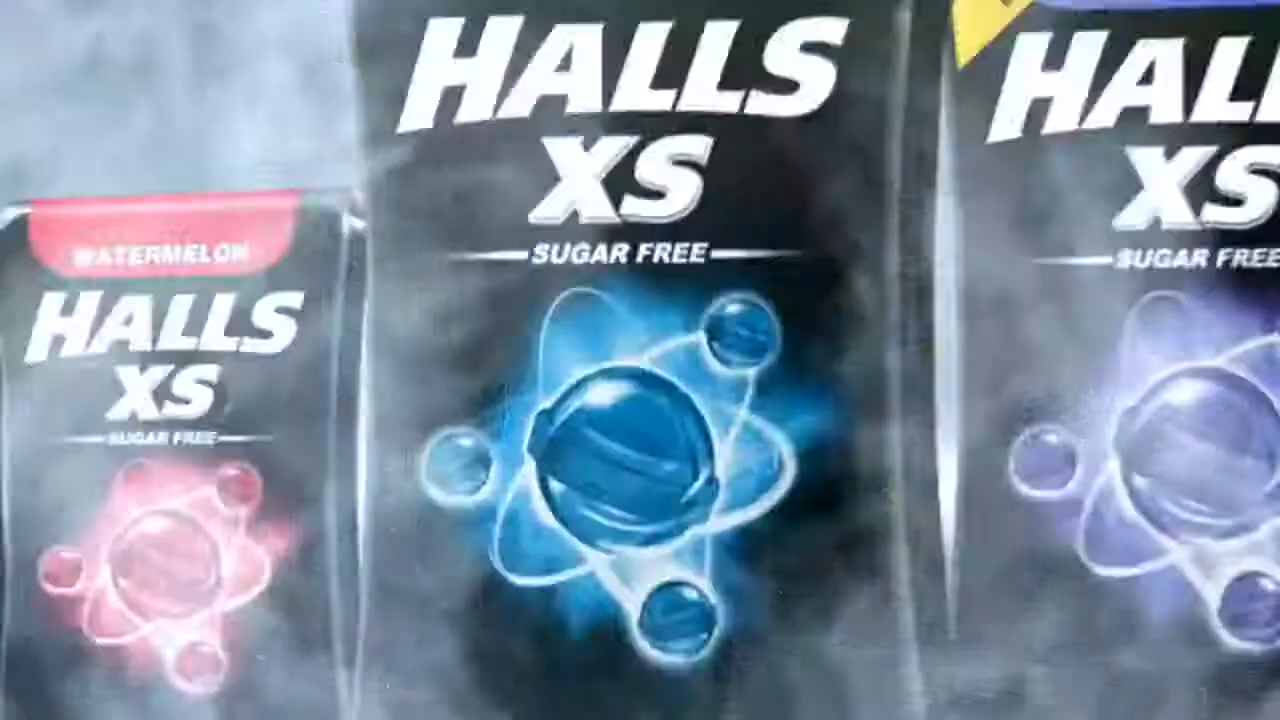 WATERMELON
HALLS
XS
SUGAR FREE
HALLS
XS
SUGAR FREE
HALL
XS
SUGAR FREE